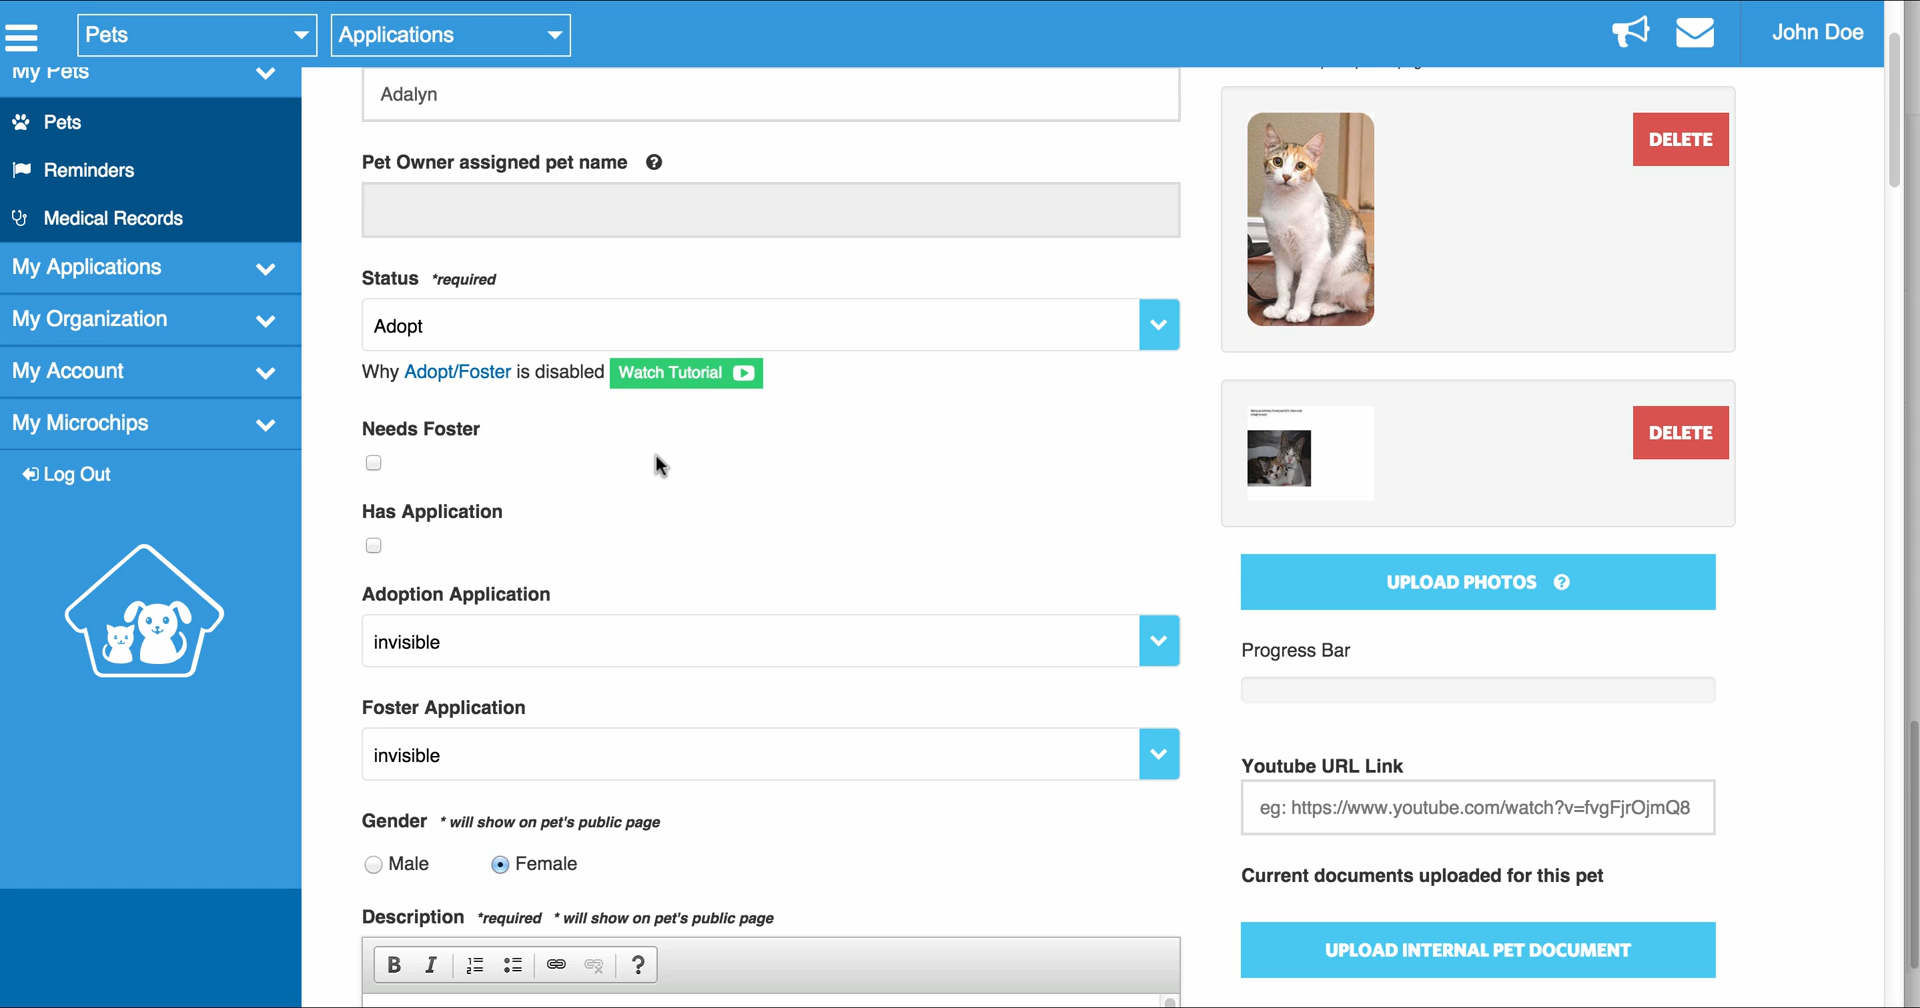 Pets
Applications
John Doe
My Pets
Pets
Reminders
Medical Records
My Applications
My Organization
My Account
My Microchips
Log Out
Adalyn
Pet Owner assigned pet name ?
Status *required
Adopt
Why Adopt/Foster is disabled Watch Tutorial
Needs Foster
Has Application
Adoption Application
invisible
Foster Application
invisible
Gender * will show on pet's public page
Male Female
Description *required * will show on pet's public page
B I ?
DELETE
DELETE
UPLOAD PHOTOS ?
Progress Bar
Youtube URL Link
eg: https://www.youtube.com/watch?v=fvgFjrOjmQ8
Current documents uploaded for this pet
UPLOAD INTERNAL PET DOCUMENT